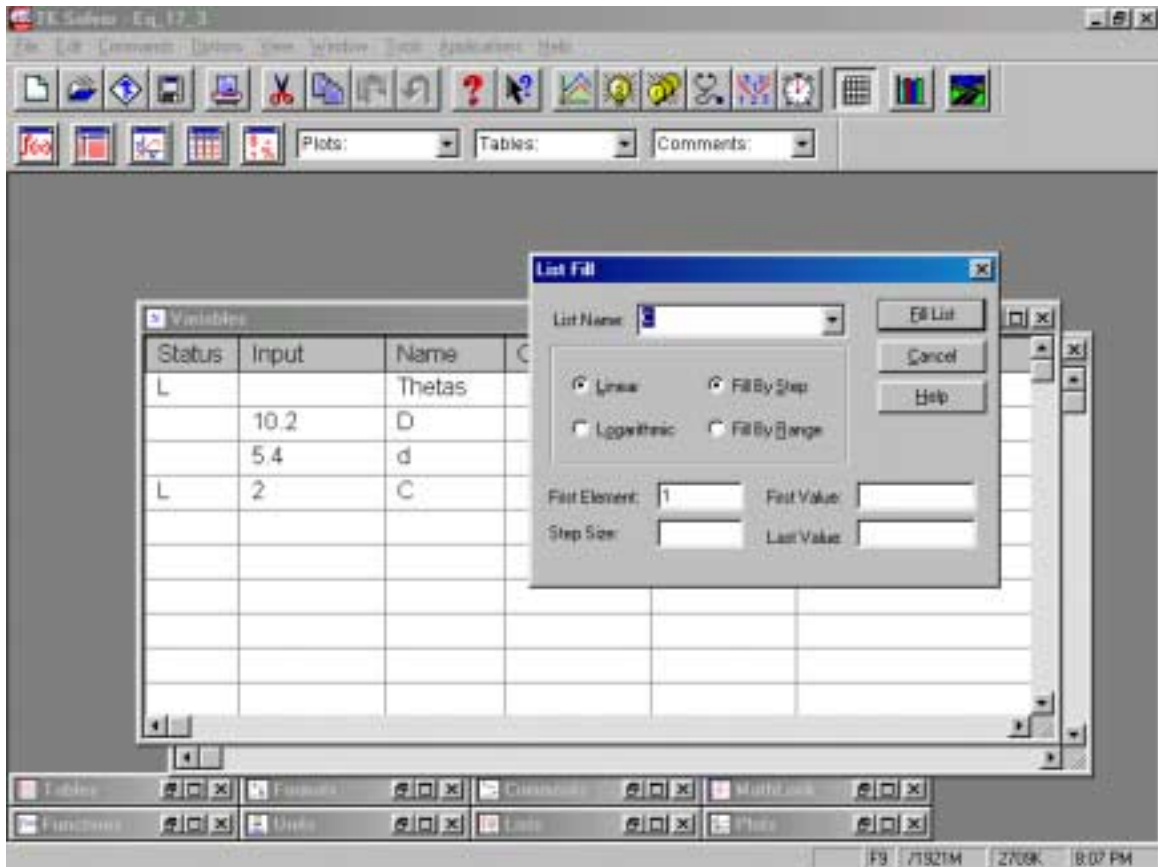 TK Solver - Eq_17_3
File Edit Commands Options View Window Tools Applications Help
Plots: Tables: Comments:
List Fill
List Name: C
Fill List
Cancel
Help
Linear Fill By Step
Logarithmic Fill By Range
First Element: 1 First Value:
Step Size: Last Value:
Variables
Status Input Name
L Thetas
10.2 D
5.4 d
L 2 C
Tables Formats Comments MathLook
Functions Units Lists Plots
F9 /1921M 2709K 8:07 PM